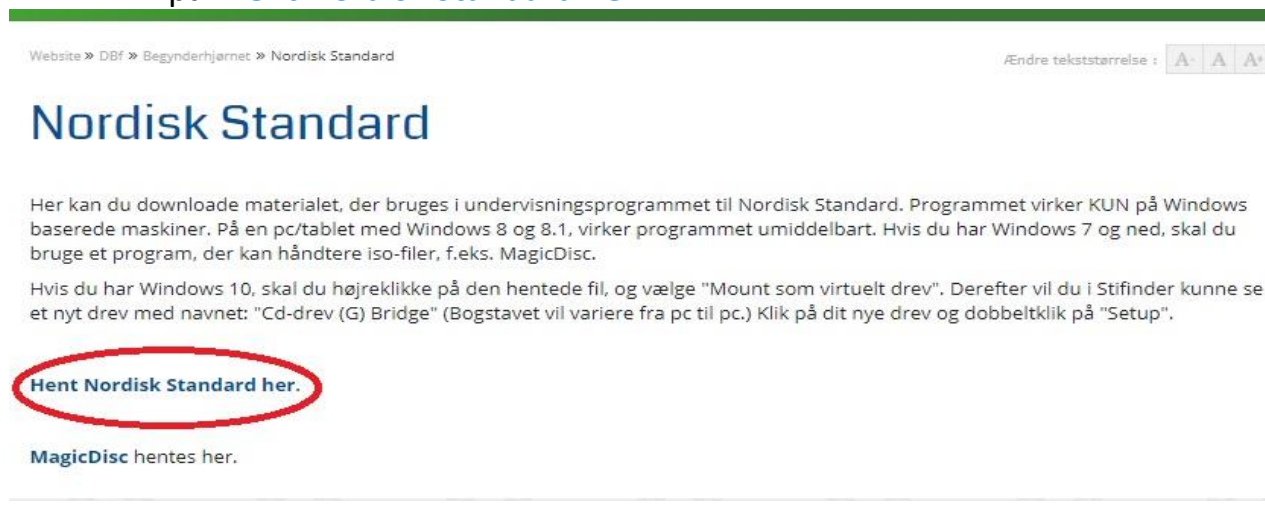 Website » DBf » Begynderhjørnet » Nordisk Standard
Ændre tekststørrelse : A- A A+
Nordisk Standard
Her kan du downloade materialet, der bruges i undervisningsprogrammet til Nordisk Standard. Programmet virker KUN på Windows
baserede maskiner. På en pc/tablet med Windows 8 og 8.1, virker programmet umiddelbart. Hvis du har Windows 7 og ned, skal du
bruge et program, der kan håndtere iso-filer, f.eks. MagicDisc.
Hvis du har Windows 10, skal du højreklikke på den hentede fil, og vælge "Mount som virtuelt drev". Derefter vil du i Stifinder kunne se
et nyt drev med navnet: "Cd-drev (G) Bridge" (Bogstavet vil variere fra pc til pc.) Klik på dit nye drev og dobbeltklik på "Setup".
Hent Nordisk Standard her.
MagicDisc hentes her.